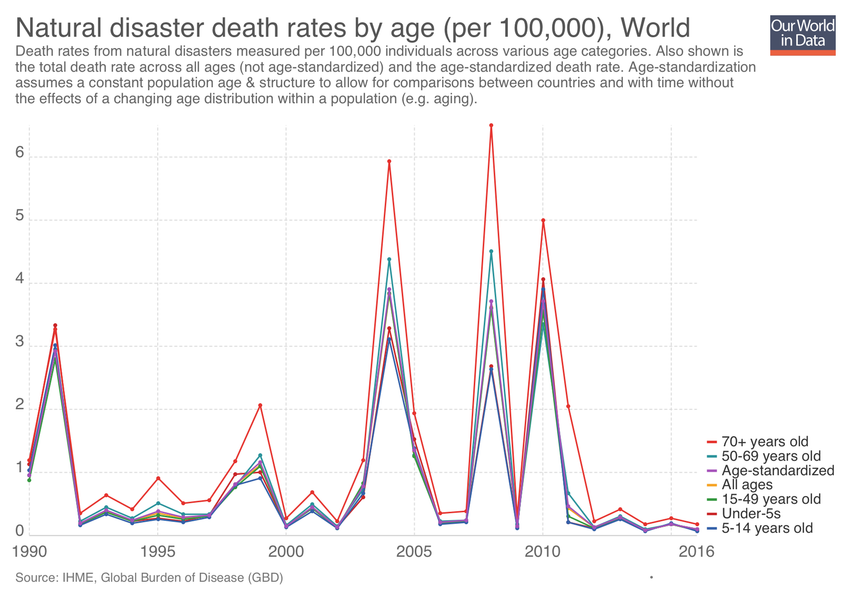 Natural disaster death rates by age (per 100,000), World
Our World
in Data
Death rates from natural disasters measured per 100,000 individuals across various age categories. Also shown is
the total death rate across all ages (not age-standardized) and the age-standardized death rate. Age-standardization
assumes a constant population age & structure to allow for comparisons between countries and with time without
the effects of a changing age distribution within a population (e.g. aging).
6
5
4
3
2
1
0
1990 1995 2000 2005 2010 2016
70+ years old
50-69 years old
Age-standardized
All ages
15-49 years old
Under-5s
5-14 years old
Source: IHME, Global Burden of Disease (GBD)